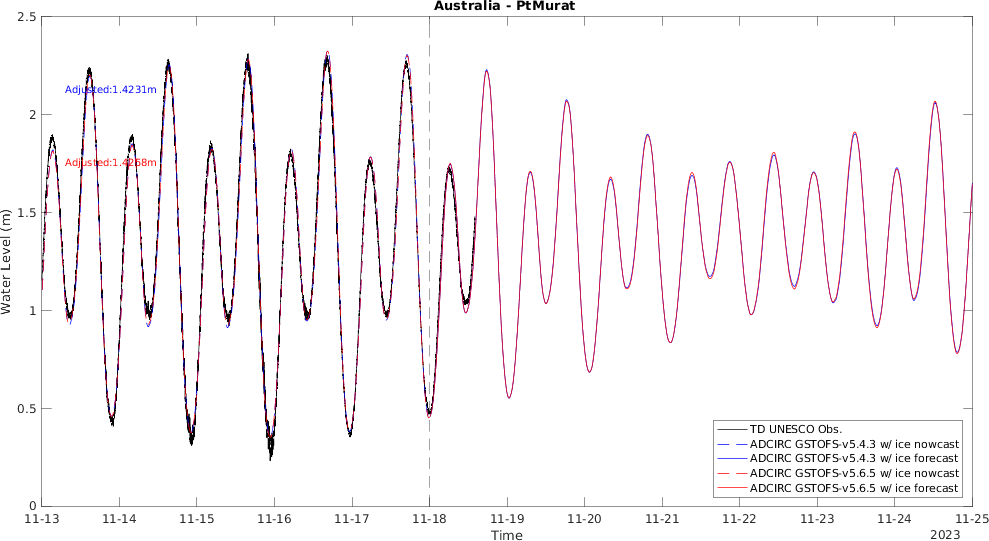 Australia - PtMurat
Water Level (m)
2.5
2
1.5
1
0.5
0
Adjusted:1.4231m
Adjusted:1.4268m
TD UNESCO Obs.
ADCIRC GSTOFS-v5.4.3 w/ ice nowcast
ADCIRC GSTOFS-v5.4.3 w/ ice forecast
ADCIRC GSTOFS-v5.6.5 w/ ice nowcast
ADCIRC GSTOFS-v5.6.5 w/ ice forecast
11-13 11-14 11-15 11-16 11-17 11-18 11-19 11-20 11-21 11-22 11-23 11-24 11-25
Time
2023